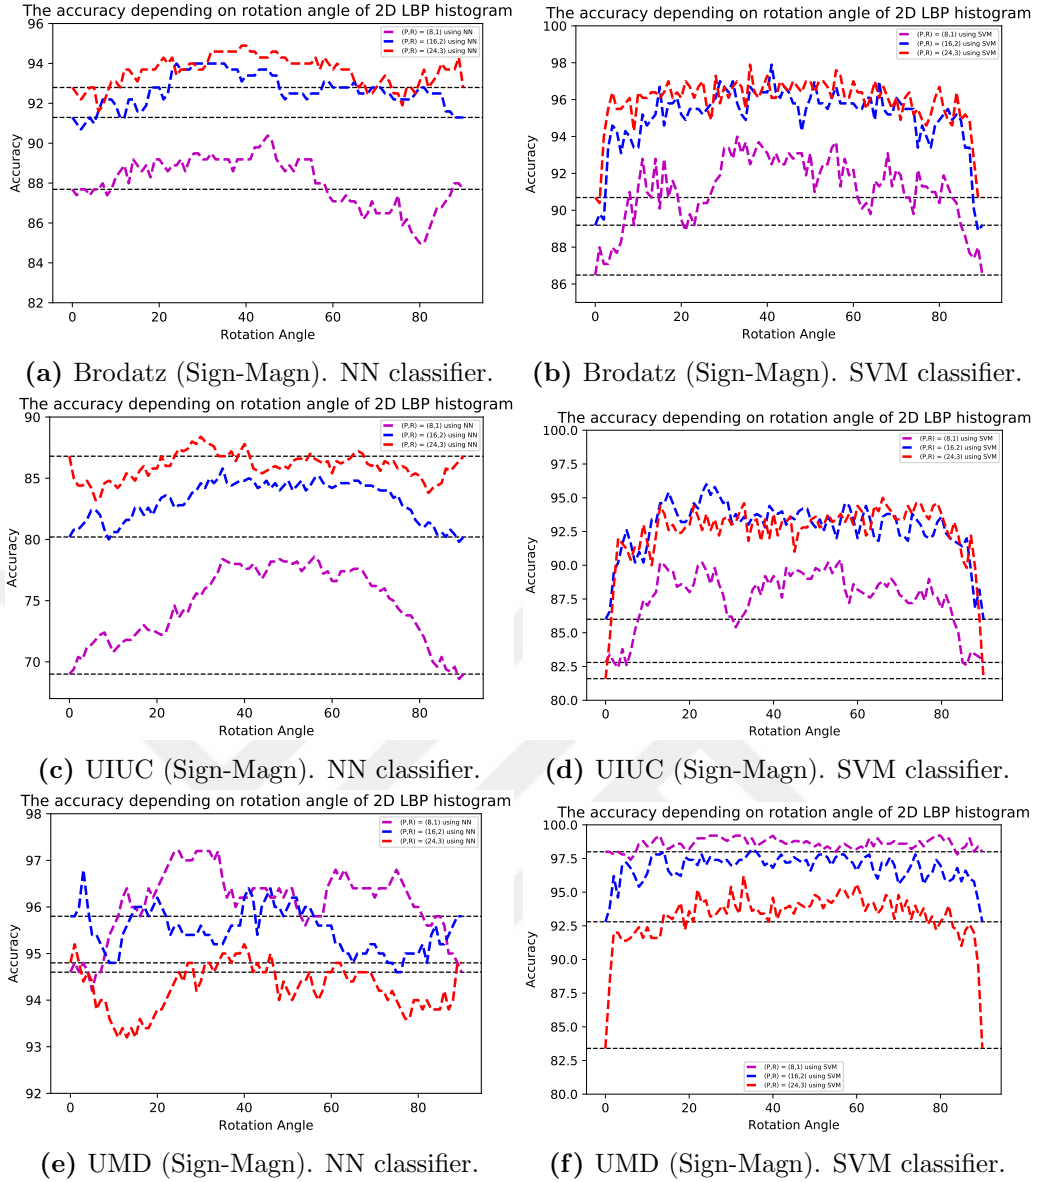 The accuracy depending on rotation angle of 2D LBP histogram
96
94
92
90
88
86
84
82
Accuracy
0 20 40 60 80
Rotation Angle
(P,R) = (8,1) using NN
(P,R) = (16,2) using NN
(P,R) = (24,3) using NN
(a) Brodatz (Sign-Magn). NN classifier.
The accuracy depending on rotation angle of 2D LBP histogram
100
98
96
94
92
90
88
86
Accuracy
0 20 40 60 80
Rotation Angle
(P,R) = (8,1) using SVM
(P,R) = (16,2) using SVM
(P,R) = (24,3) using SVM
(b) Brodatz (Sign-Magn). SVM classifier.
The accuracy depending on rotation angle of 2D LBP histogram
90
85
80
75
70
Accuracy
0 20 40 60 80
Rotation Angle
(P,R) = (8,1) using NN
(P,R) = (16,2) using NN
(P,R) = (24,3) using NN
(c) UIUC (Sign-Magn). NN classifier.
The accuracy depending on rotation angle of 2D LBP histogram
100.0
97.5
95.0
92.5
90.0
87.5
85.0
82.5
80.0
Accuracy
0 20 40 60 80
Rotation Angle
(P,R) = (8,1) using SVM
(P,R) = (16,2) using SVM
(P,R) = (24,3) using SVM
(d) UIUC (Sign-Magn). SVM classifier.
The accuracy depending on rotation angle of 2D LBP histogram
98
97
96
95
94
93
92
Accuracy
0 20 40 60 80
Rotation Angle
(P,R) = (8,1) using NN
(P,R) = (16,2) using NN
(P,R) = (24,3) using NN
(e) UMD (Sign-Magn). NN classifier.
The accuracy depending on rotation angle of 2D LBP histogram
100.0
97.5
95.0
92.5
90.0
87.5
85.0
82.5
80.0
Accuracy
0 20 40 60 80
Rotation Angle
(P,R) = (8,1) using SVM
(P,R) = (16,2) using SVM
(P,R) = (24,3) using SVM
(f) UMD (Sign-Magn). SVM classifier.